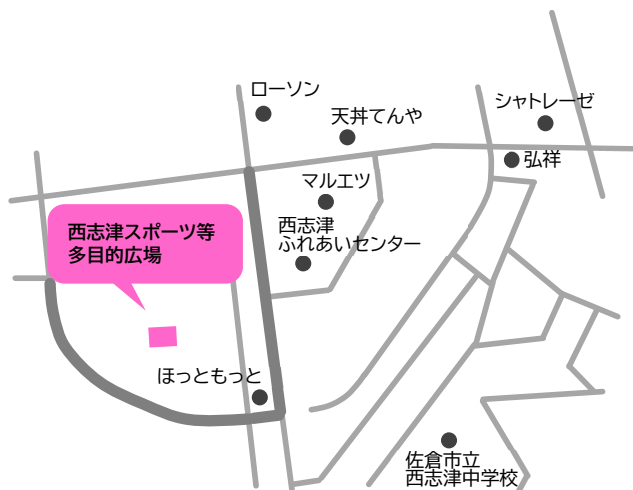 ローソン
天丼てんや
シャトレーゼ
弘祥
マルエツ
西志津
ふれあいセンター
西志津スポーツ等
多目的広場
ほっともっと
佐倉市立
西志津中学校